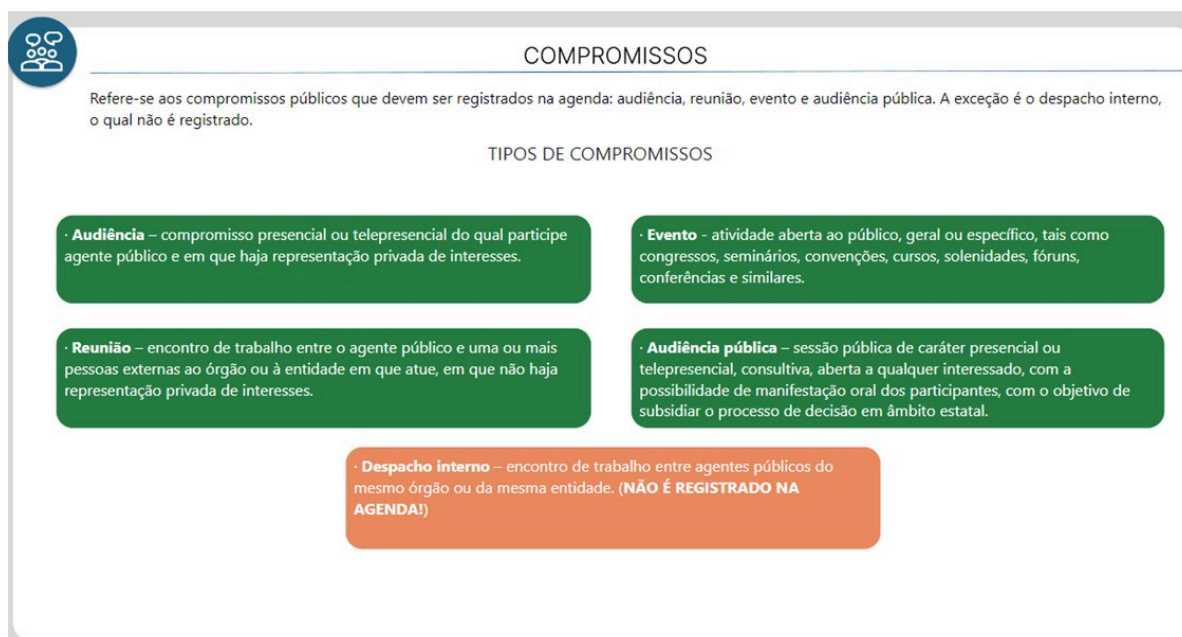 COMPROMISSOS
Refere-se aos compromissos públicos que devem ser registrados na agenda: audiência, reunião, evento e audiência pública. A exceção é o despacho interno,
o qual não é registrado.
TIPOS DE COMPROMISSOS
· Audiência – compromisso presencial ou telepresencial do qual participe
agente público e em que haja representação privada de interesses.
· Evento - atividade aberta ao público, geral ou específico, tais como
congressos, seminários, convenções, cursos, solenidades, fóruns,
conferências e similares.
· Reunião – encontro de trabalho entre o agente público e uma ou mais
pessoas externas ao órgão ou à entidade em que atue, em que não haja
representação privada de interesses.
· Audiência pública – sessão pública de caráter presencial ou
telepresencial, consultiva, aberta a qualquer interessado, com a
possibilidade de manifestação oral dos participantes, com o objetivo de
subsidiar o processo de decisão em âmbito estatal.
· Despacho interno – encontro de trabalho entre agentes públicos do
mesmo órgão ou da mesma entidade. (NÃO É REGISTRADO NA
AGENDA!)